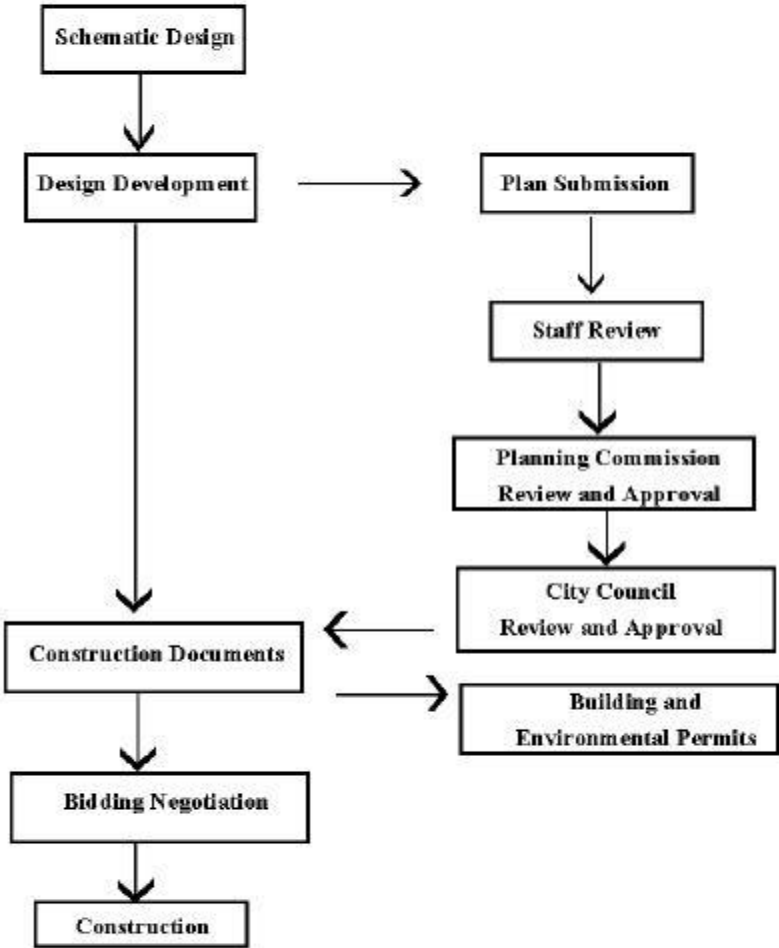 Schematic Design
Design Development
Plan Submission
Staff Review
Planning Commission
Review and Approval
City Council
Review and Approval
Construction Documents
Building and
Environmental Permits
Bidding Negotiation
Construction